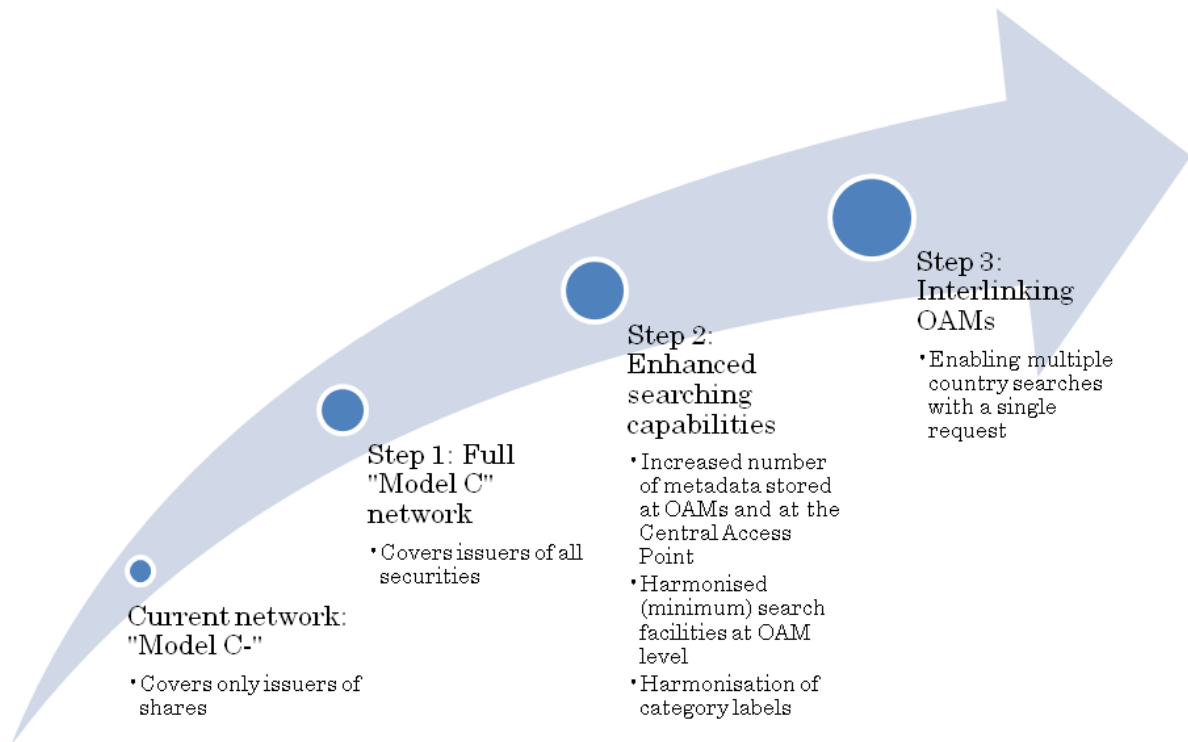 Current network:
"Model C-"
• Covers only issuers of
shares
Step 1: Full
"Model C"
network
• Covers issuers of all
securities
Step 2:
Enhanced
searching
capabilities
• Increased number
of metadata stored
at OAMs and at the
Central Access
Point
• Harmonised
(minimum) search
facilities at OAM
level
• Harmonisation of
category labels
Step 3:
Interlinking
OAMs
• Enabling multiple
country searches
with a single
request